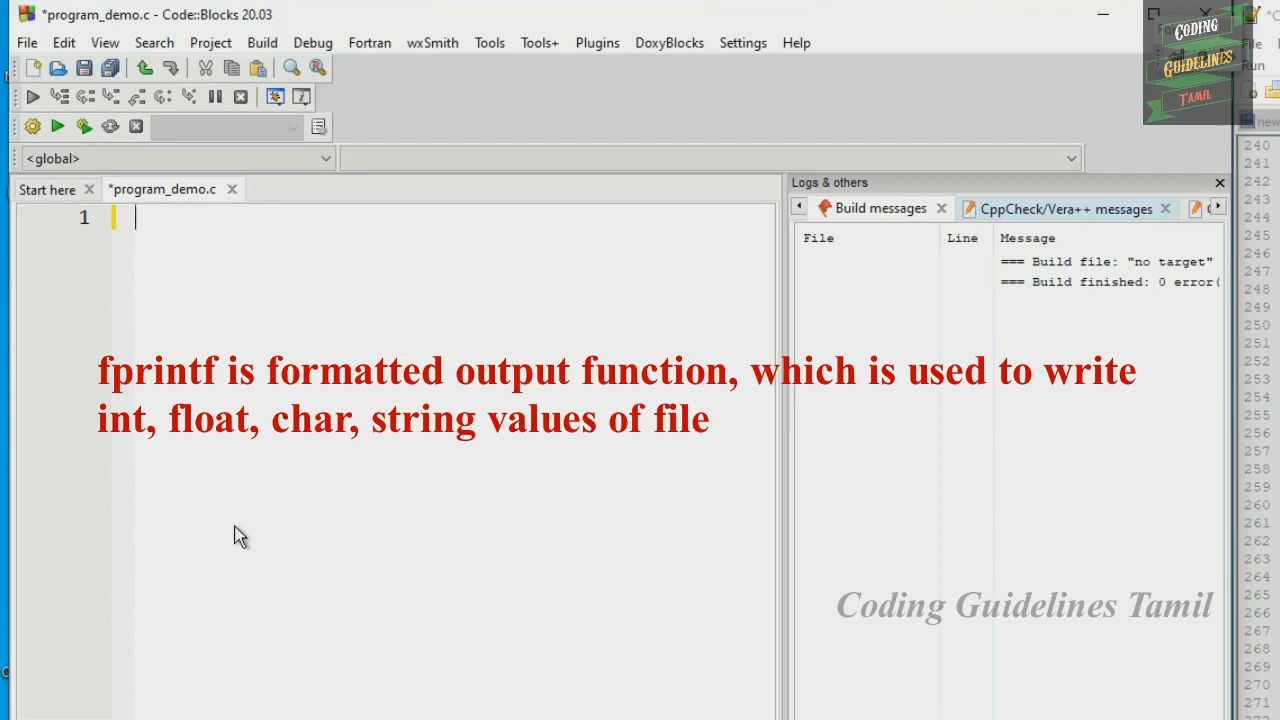 *program_demo.c - Code::Blocks 20.03
File Edit View Search Project Build Debug Fortran wxSmith Tools Tools+ Plugins DoxyBlocks Settings Help
CODING
GUIDELINES
TAMIL
<global>
Start here *program_demo.c
Logs & others
Build messages CppCheck/Vera++ messages
File Line Message
=== Build file: "no target"
=== Build finished: 0 error(
1
fprintf is formatted output function, which is used to write
int, float, char, string values of file
Coding Guidelines Tamil
new
240
241
242
243
244
245
246
247
248
249
250
251
252
253
254
255
256
257
258
259
260
261
262
263
264
265
266
267
268
269
270
271